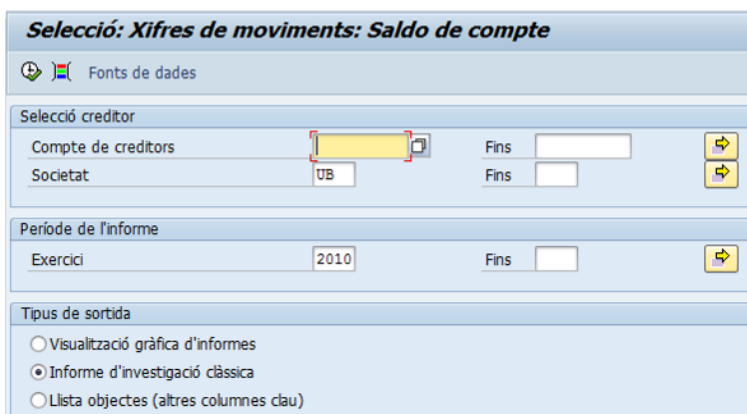 Selecció: Xifres de moviments: Saldo de compte
Fonts de dades
Selecció creditor
Compte de creditors Fins
Societat UB Fins
Període de l'informe
Exercici 2010 Fins
Tipus de sortida
Visualització gràfica d'informes
Informe d'investigació clàssica
Llista objectes (altres columnes clau)